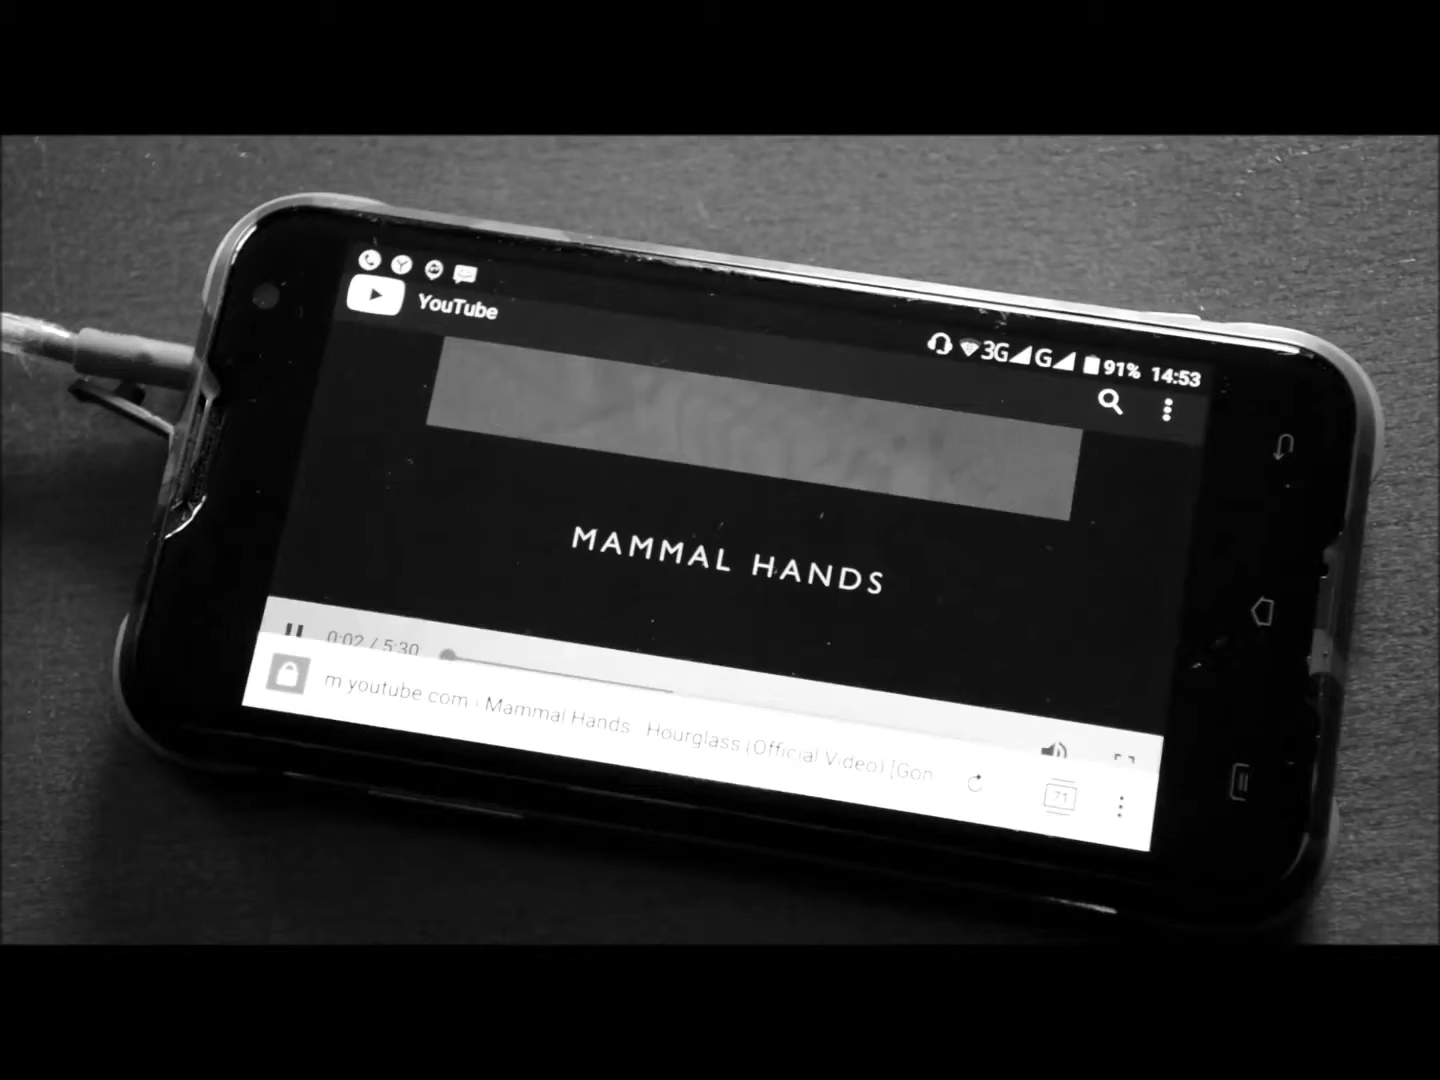 YouTube
3G G 91% 14:53
MAMMAL HANDS
0:02 / 5:30
m.youtube.com › Mammal Hands - Hourglass (Official Video) [Gon
71